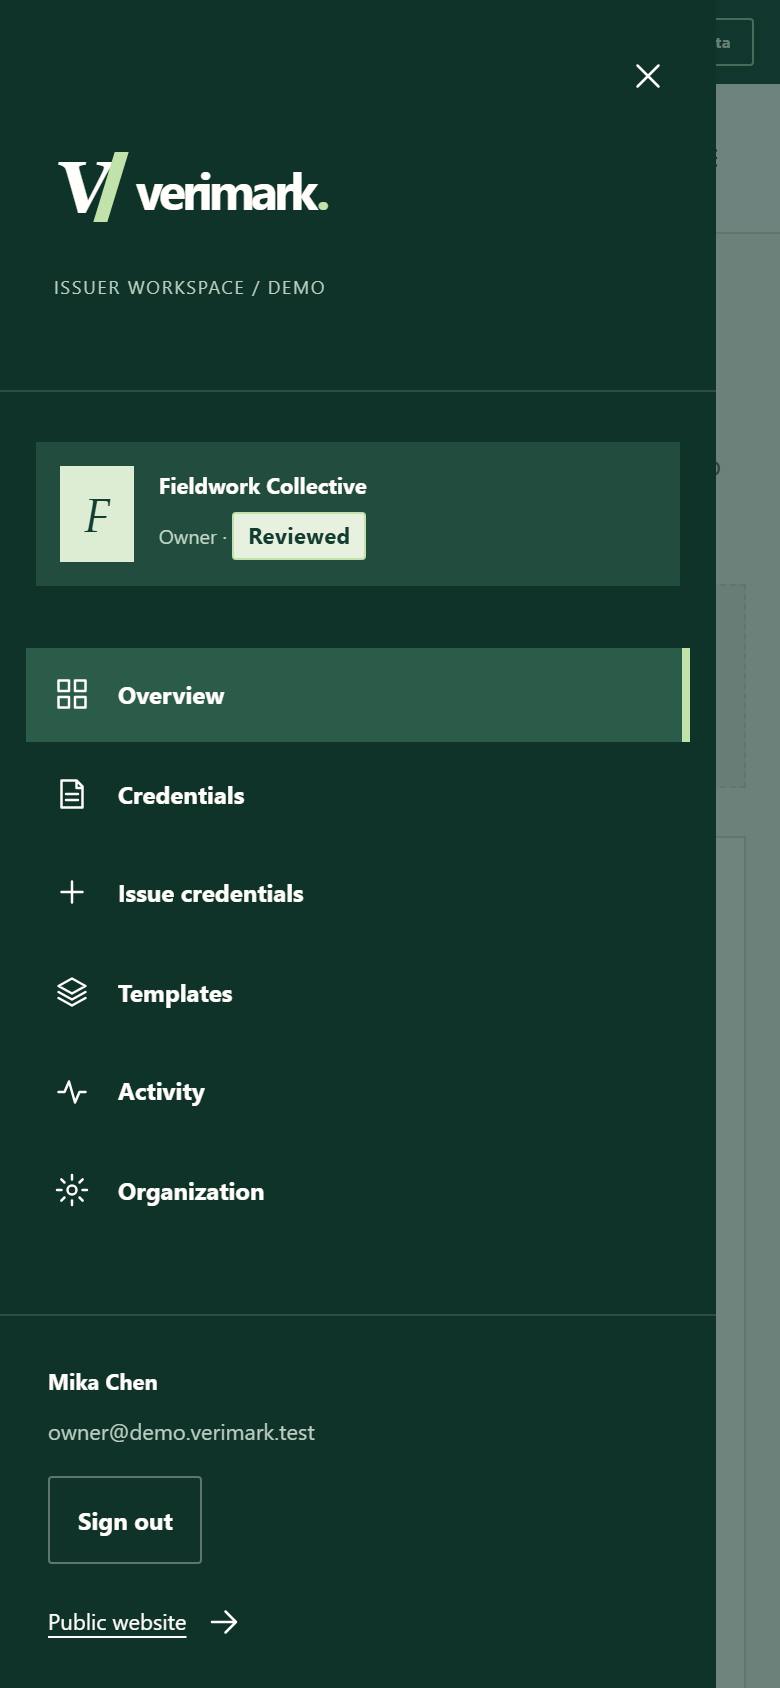 verimark.
ISSUER WORKSPACE / DEMO
F
Fieldwork Collective
Owner · Reviewed
Overview
Credentials
Issue credentials
Templates
Activity
Organization
Mika Chen
owner@demo.verimark.test
Sign out
Public website